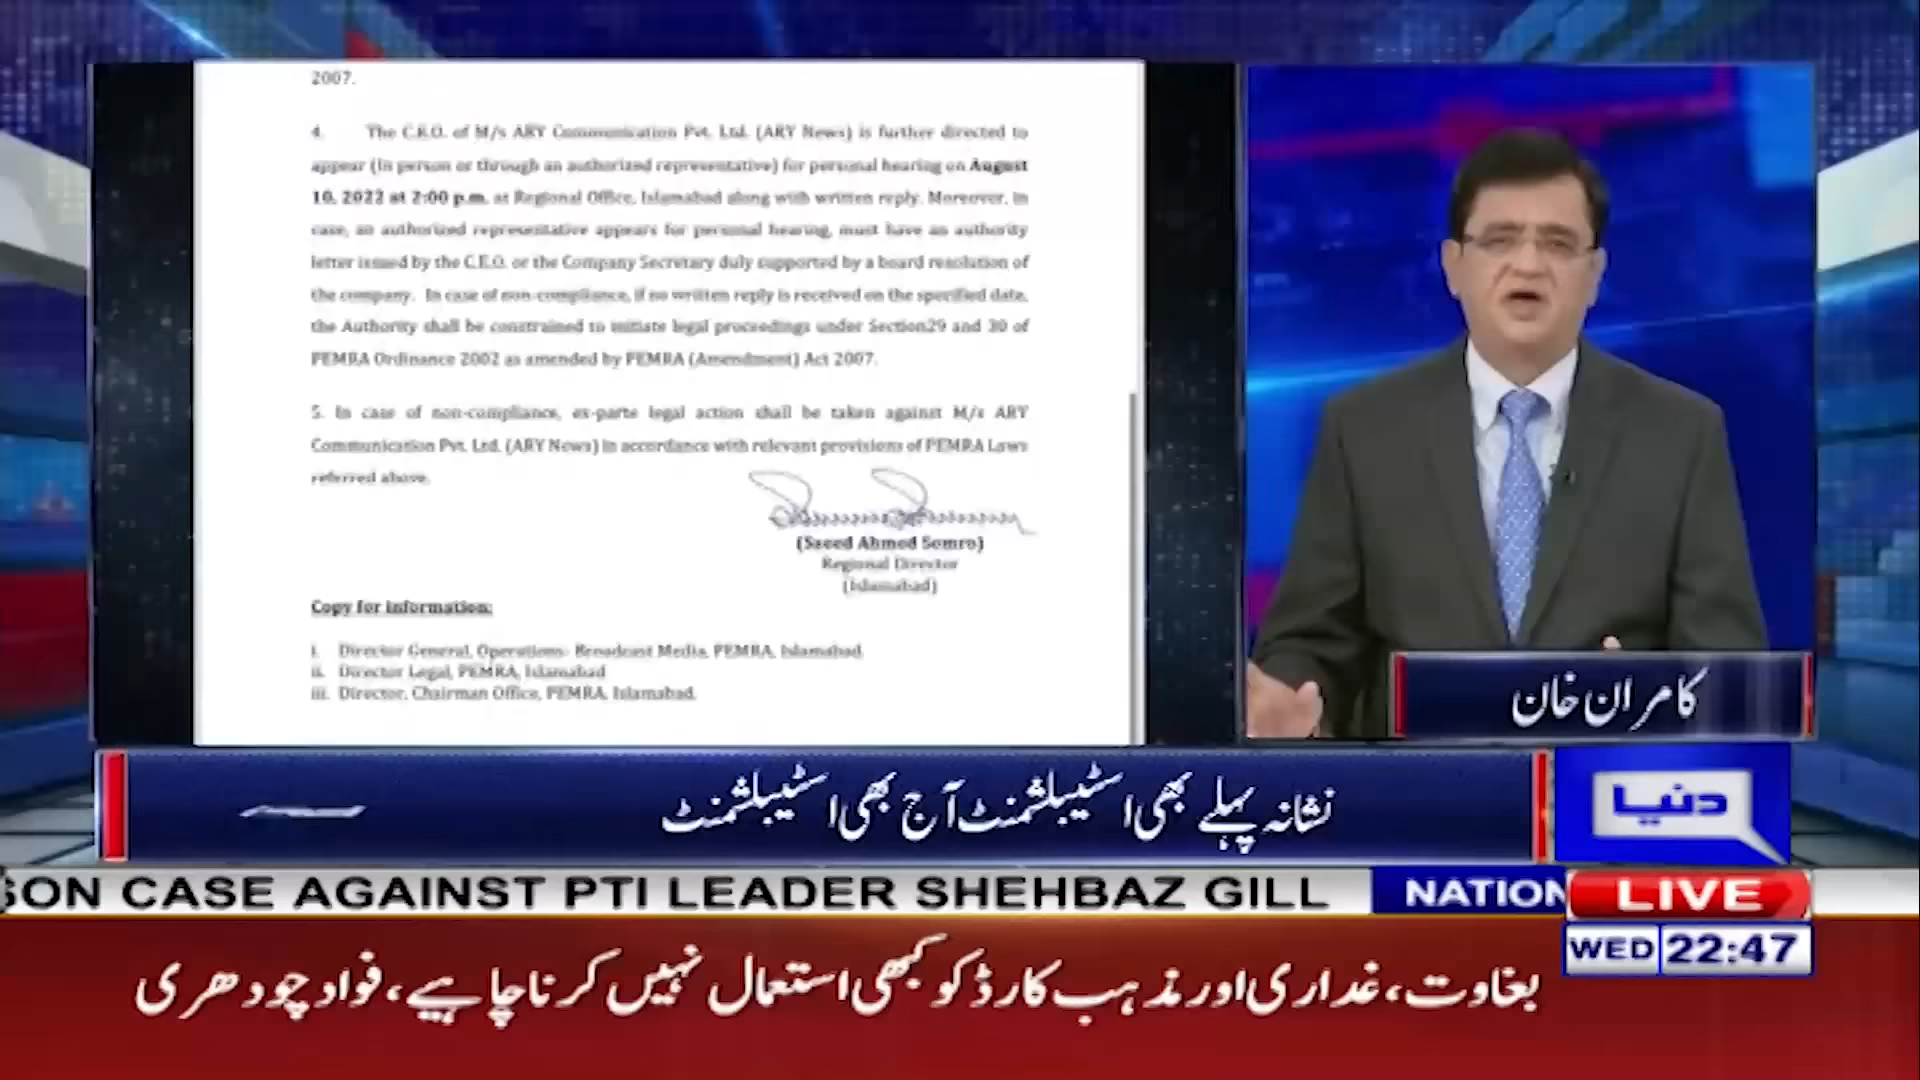 2007.
4. The C.E.O. of M/s ARY Communication Pvt. Ltd. (ARY News) is further directed to
appear (in person or through an authorized representative) for personal hearing on August
10, 2022 at 2:00 p.m. at Regional Office, Islamabad along with written reply. Moreover, in
case, an authorized representative appears for personal hearing, must have an authority
letter issued by the C.E.O. or the Company Secretary duly supported by a board resolution of
the company. In case of non-compliance, if no written reply is received on the specified date,
the Authority shall be constrained to initiate legal proceedings under Section29 and 30 of
PEMRA Ordinance 2002 as amended by PEMRA (Amendment) Act 2007.
5. In case of non-compliance, ex-parte legal action shall be taken against M/s ARY
Communication Pvt. Ltd. (ARY News) in accordance with relevant provisions of PEMRA Laws
referred above.
(Saeed Ahmed Somro)
Regional Director
(Islamabad)
Copy for information:
i. Director General, Operations- Broadcast Media, PEMRA, Islamabad
ii. Director Legal, PEMRA, Islamabad
iii. Director, Chairman Office, PEMRA, Islamabad.
کامران خان
نشانہ پہلے بھی اسٹیبلشمنٹ آج بھی اسٹیبلشمنٹ
دنیا
SON CASE AGAINST PTI LEADER SHEHBAZ GILL NATION
LIVE
WED 22:47
بغاوت، غداری اور مذہب کارڈ کو کبھی استعمال نہیں کرنا چاہیے، فواد چودھری